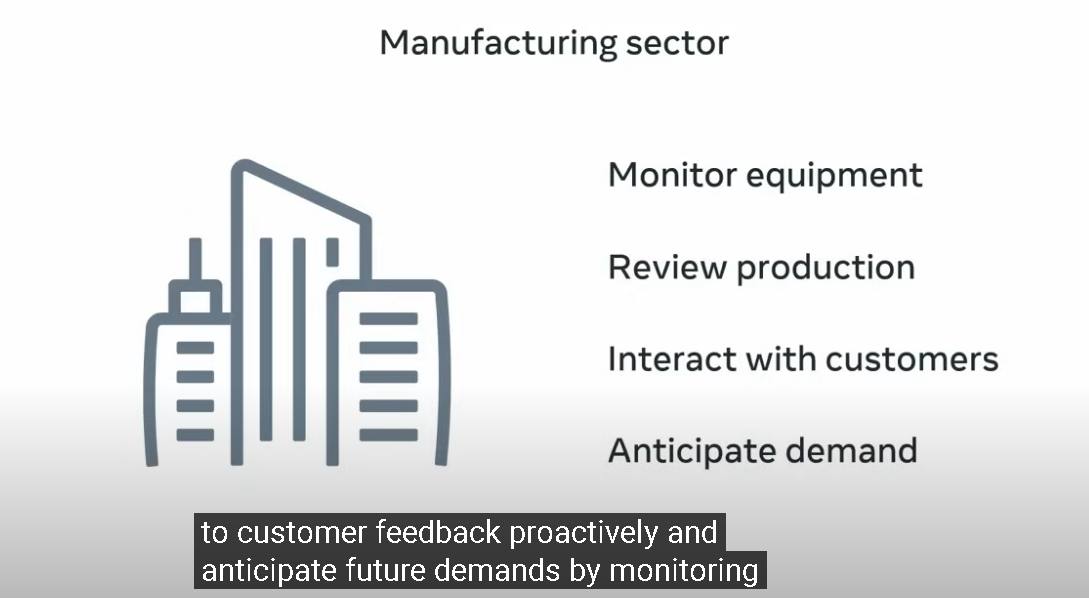 Manufacturing sector
Monitor equipment
Review production
Interact with customers
Anticipate demand
to customer feedback proactively and
anticipate future demands by monitoring